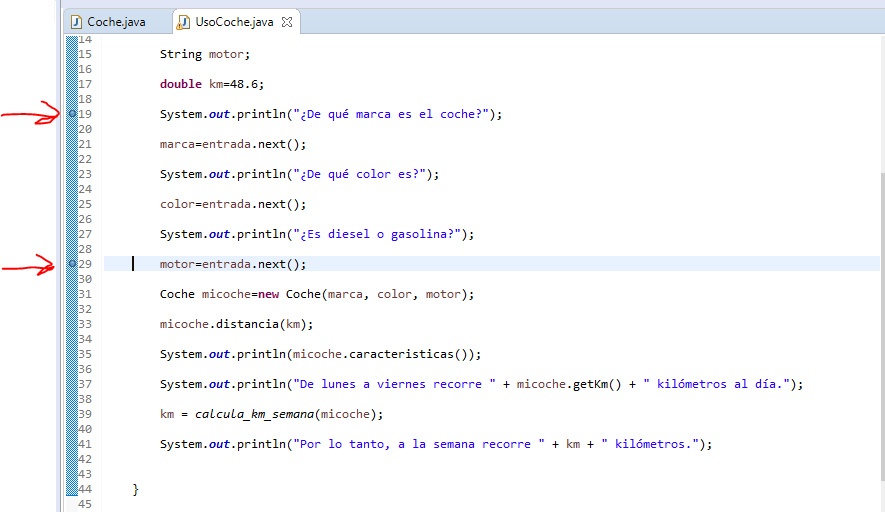 Coche.java UsoCoche.java
14
15 String motor;
16
17 double km=48.6;
18
19 System.out.println("¿De qué marca es el coche?");
20
21 marca=entrada.next();
22
23 System.out.println("¿De qué color es?");
24
25 color=entrada.next();
26
27 System.out.println("¿Es diesel o gasolina?");
28
29 motor=entrada.next();
30
31 Coche micoche=new Coche(marca, color, motor);
32
33 micoche.distancia(km);
34
35 System.out.println(micoche.caracteristicas());
36
37 System.out.println("De lunes a viernes recorre " + micoche.getKm() + " kilómetros al día.");
38
39 km = calcula_km_semana(micoche);
40
41 System.out.println("Por lo tanto, a la semana recorre " + km + " kilómetros.");
42
43
44 }
45